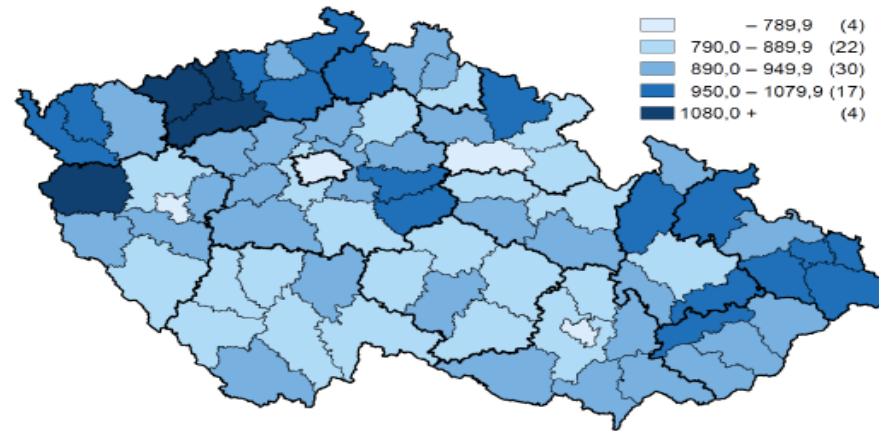 – 789,9 (4)
790,0 – 889,9 (22)
890,0 – 949,9 (30)
950,0 – 1079,9 (17)
1080,0 + (4)